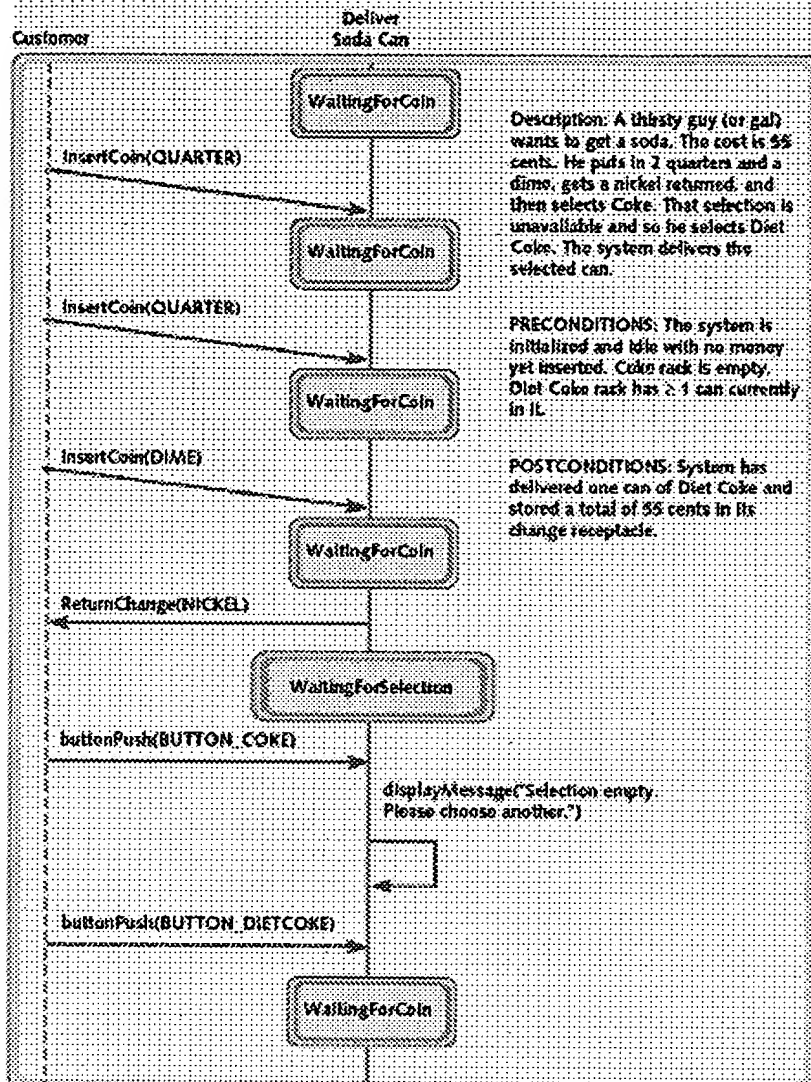 Deliver
Customer Soda Can
WaitingForCoin
Description: A thirsty guy (or gal)
wants to get a soda. The cost is 55
cents. He puts in 2 quarters and a
dime, gets a nickel returned, and
then selects Coke. That selection is
unavailable and so he selects Diet
Coke. The system delivers the
selected can.
InsertCoin(QUARTER)
WaitingForCoin
InsertCoin(QUARTER)
PRECONDITIONS: The system is
initialized and idle with no money
yet inserted. Coke rack is empty,
Diet Coke rack has ≥ 1 can currently
in it.
WaitingForCoin
InsertCoin(DIME)
POSTCONDITIONS: System has
delivered one can of Diet Coke and
stored a total of 55 cents in its
change receptacle.
WaitingForCoin
ReturnChange(NICKEL)
WaitingForSelection
buttonPush(BUTTON_COKE)
displayMessage("Selection empty.
Please choose another.")
buttonPush(BUTTON_DIETCOKE)
WaitingForCoin